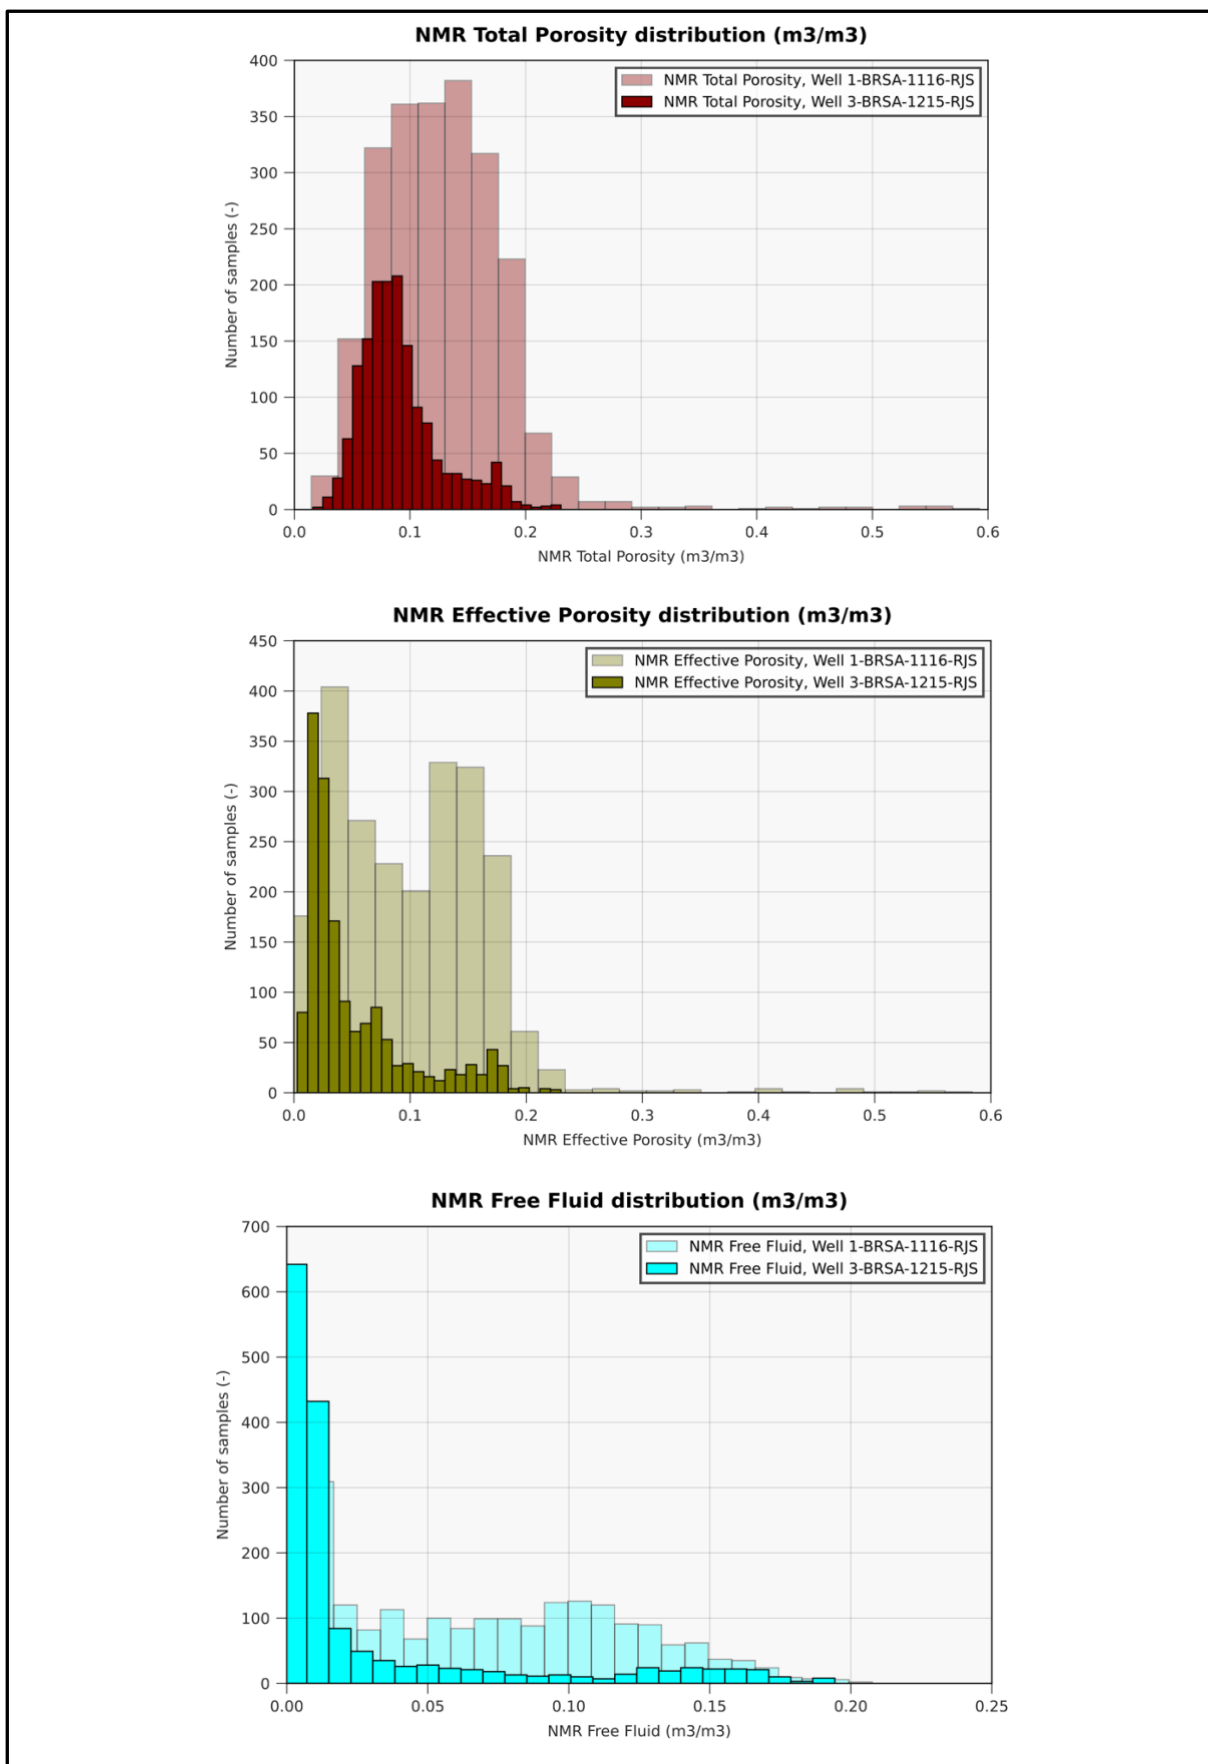 NMR Total Porosity distribution (m3/m3)
400
350
300
250
200
150
100
50
0
Number of samples (-)
NMR Total Porosity, Well 1-BRSA-1116-RJS
NMR Total Porosity, Well 3-BRSA-1215-RJS
0.0 0.1 0.2 0.3 0.4 0.5 0.6
NMR Total Porosity (m3/m3)
NMR Effective Porosity distribution (m3/m3)
450
400
350
300
250
200
150
100
50
0
Number of samples (-)
NMR Effective Porosity, Well 1-BRSA-1116-RJS
NMR Effective Porosity, Well 3-BRSA-1215-RJS
0.0 0.1 0.2 0.3 0.4 0.5 0.6
NMR Effective Porosity (m3/m3)
NMR Free Fluid distribution (m3/m3)
700
600
500
400
300
200
100
0
Number of samples (-)
NMR Free Fluid, Well 1-BRSA-1116-RJS
NMR Free Fluid, Well 3-BRSA-1215-RJS
0.00 0.05 0.10 0.15 0.20 0.25
NMR Free Fluid (m3/m3)